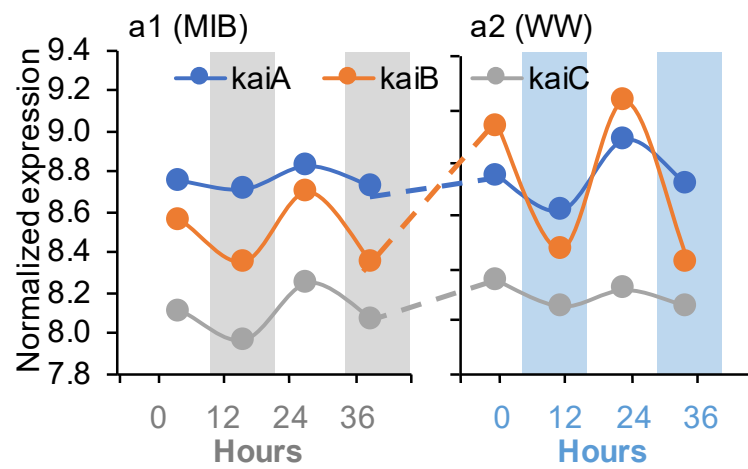 a1 (MIB) a2 (WW)
kaiA kaiB kaiC
Normalized expression
9.4
9.2
9.0
8.8
8.6
8.4
8.2
8.0
7.8
0 12 24 36 0 12 24 36
Hours Hours